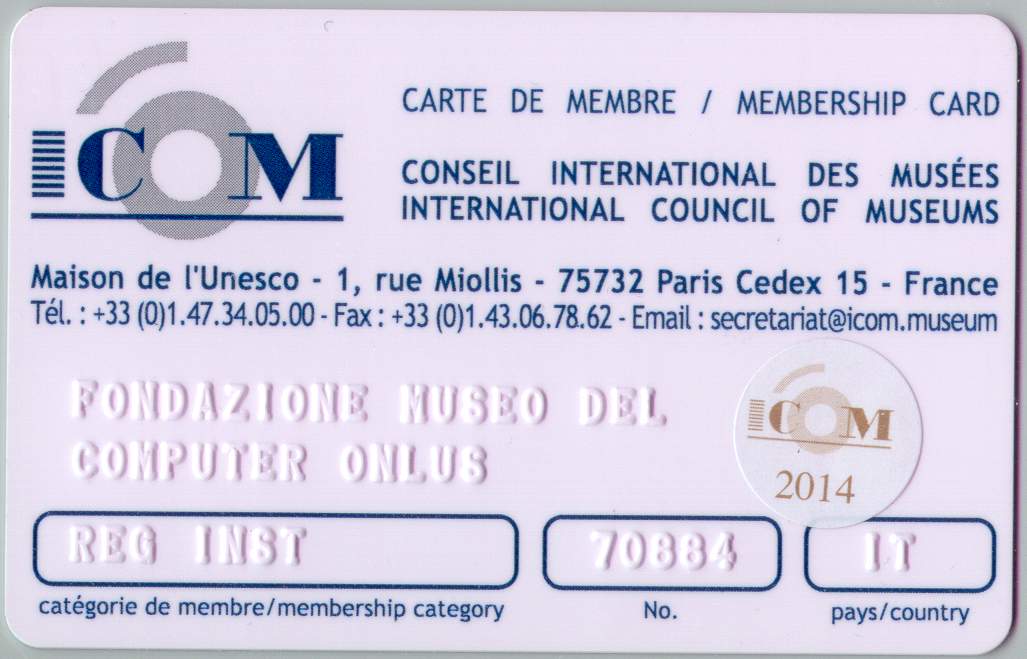 ICOM
CARTE DE MEMBRE / MEMBERSHIP CARD
CONSEIL INTERNATIONAL DES MUSÉES
INTERNATIONAL COUNCIL OF MUSEUMS
Maison de l'Unesco - 1, rue Miollis - 75732 Paris Cedex 15 - France
Tél. : +33 (0)1.47.34.05.00 - Fax : +33 (0)1.43.06.78.62 - Email : secretariat@icom.museum
FONDAZIONE MUSEO DEL
COMPUTER ONLUS
ICOM
2014
REG INST
70884
IT
catégorie de membre/membership category
No.
pays/country